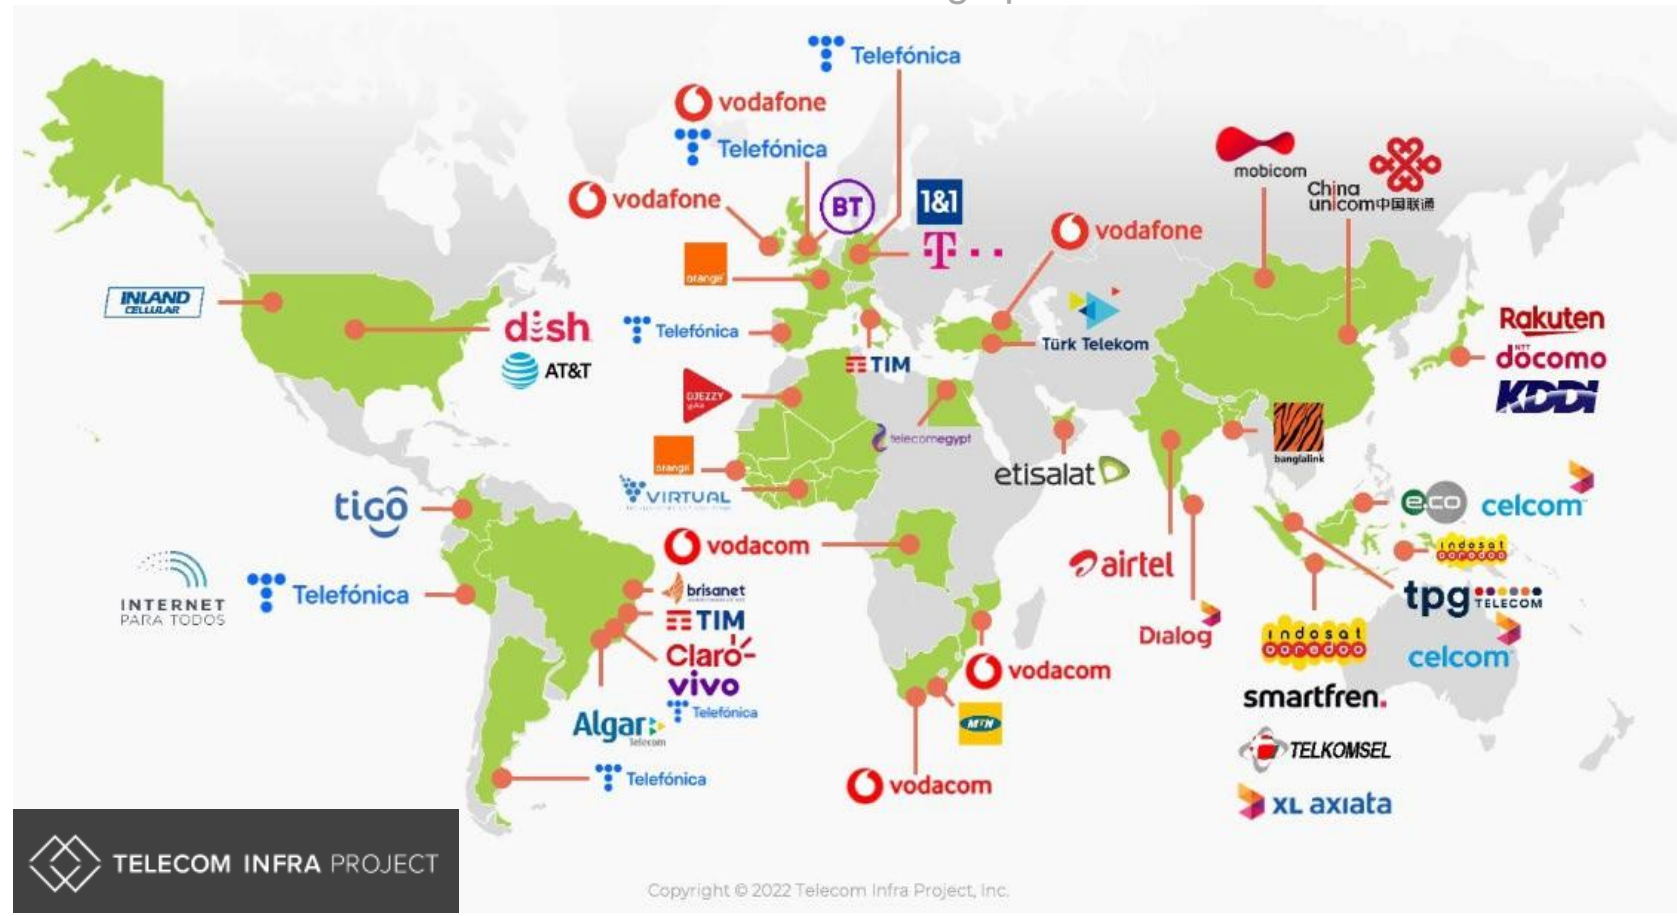 Telefónica
vodafone
Telefónica
vodafone
BT
1&1
T
vodafone
mobicom
China
unicom中国联通
orange
INLAND
CELLULAR
dish
AT&T
Telefónica
TIM
Türk Telekom
Rakuten
NTT
döcomo
KDDI
DJEZZY
telecomegypt
banglalink
orange
VIRTUAL
etisalat
tigo
e.co
celcom
vodacom
indosat
ooredoo
airtel
INTERNET
PARA TODOS
Telefónica
brisanet
TIM
Claro
vivo
Telefónica
Algar
Telecom
Dialog
tpg TELECOM
indosat
ooredoo
celcom
vodacom
smartfren.
MTN
TELKOMSEL
Telefónica
vodacom
XL axiata
TELECOM INFRA PROJECT
Copyright © 2022 Telecom Infra Project, Inc.